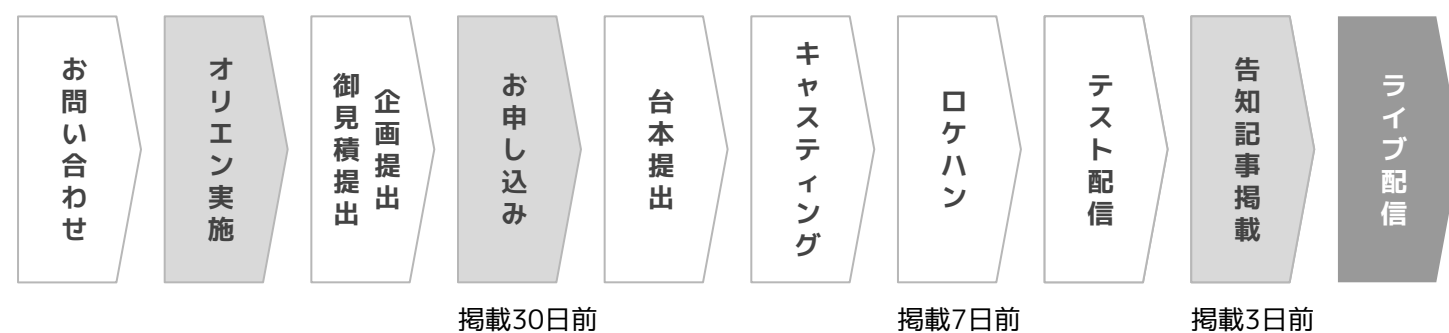 お問い合わせ
オリエン実施
企画提出
御見積提出
お申し込み
台本提出
キャスティング
ロケハン
テスト配信
告知記事掲載
ライブ配信
掲載30日前
掲載7日前
掲載3日前